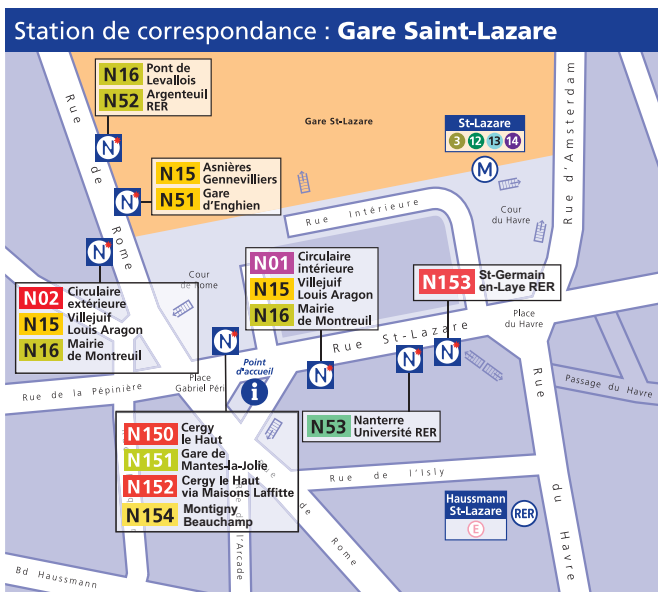 Station de correspondance : Gare Saint-Lazare
N16 Pont de
Levallois
N52 Argenteuil
RER
N
Gare St-Lazare
St-Lazare
3 12 13 14
M
Rue d'Amsterdam
Rue de Rome
N15 Asnières
Gennevilliers
N51 Gare
d'Enghien
N
Rue Intérieure
Cour
du Havre
N
N02 Circulaire
extérieure
N15 Villejuif
Louis Aragon
N16 Mairie
de Montreuil
Cour
de Rome
N01 Circulaire
intérieure
N15 Villejuif
Louis Aragon
N16 Mairie
de Montreuil
N153 St-Germain
en-Laye RER
Place
du Havre
Rue St-Lazare
N
N
N
N
Point
d'accueil
i
Place
Gabriel Péri
Rue de la Pépinière
Passage du Havre
N53 Nanterre
Université RER
N150 Cergy
le Haut
N151 Gare de
Mantes-la-Jolie
N152 Cergy le Haut
via Maisons Laffitte
N154 Montigny
Beauchamp
Rue de l'Isly
Haussmann
St-Lazare
E
RER
Rue du Havre
de Rome
de l'Arcade
Bd Haussmann